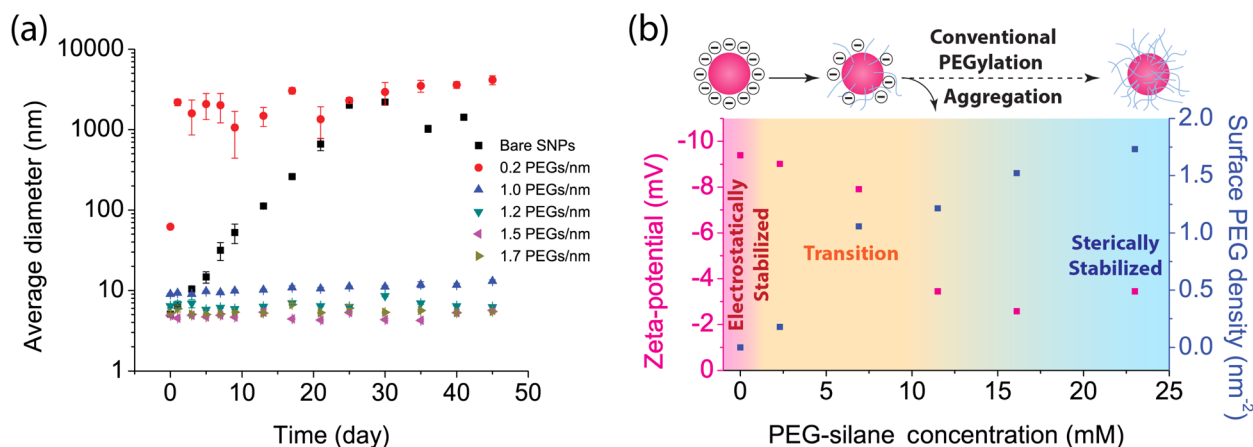 (a)
10000
1000
100
10
1
Average diameter (nm)
0
10
20
30
40
50
Time (day)
Bare SNPs
0.2 PEGs/nm
1.0 PEGs/nm
1.2 PEGs/nm
1.5 PEGs/nm
1.7 PEGs/nm
(b)
Conventional
PEGylation
Aggregation
-10
-8
-6
-4
-2
0
Zeta-potential (mV)
Electrostatically
Stabilized
Transition
Sterically
Stabilized
2.0
1.5
1.0
0.5
0.0
Surface PEG
density (nm⁻²)
0
5
10
15
20
25
PEG-silane concentration (mM)